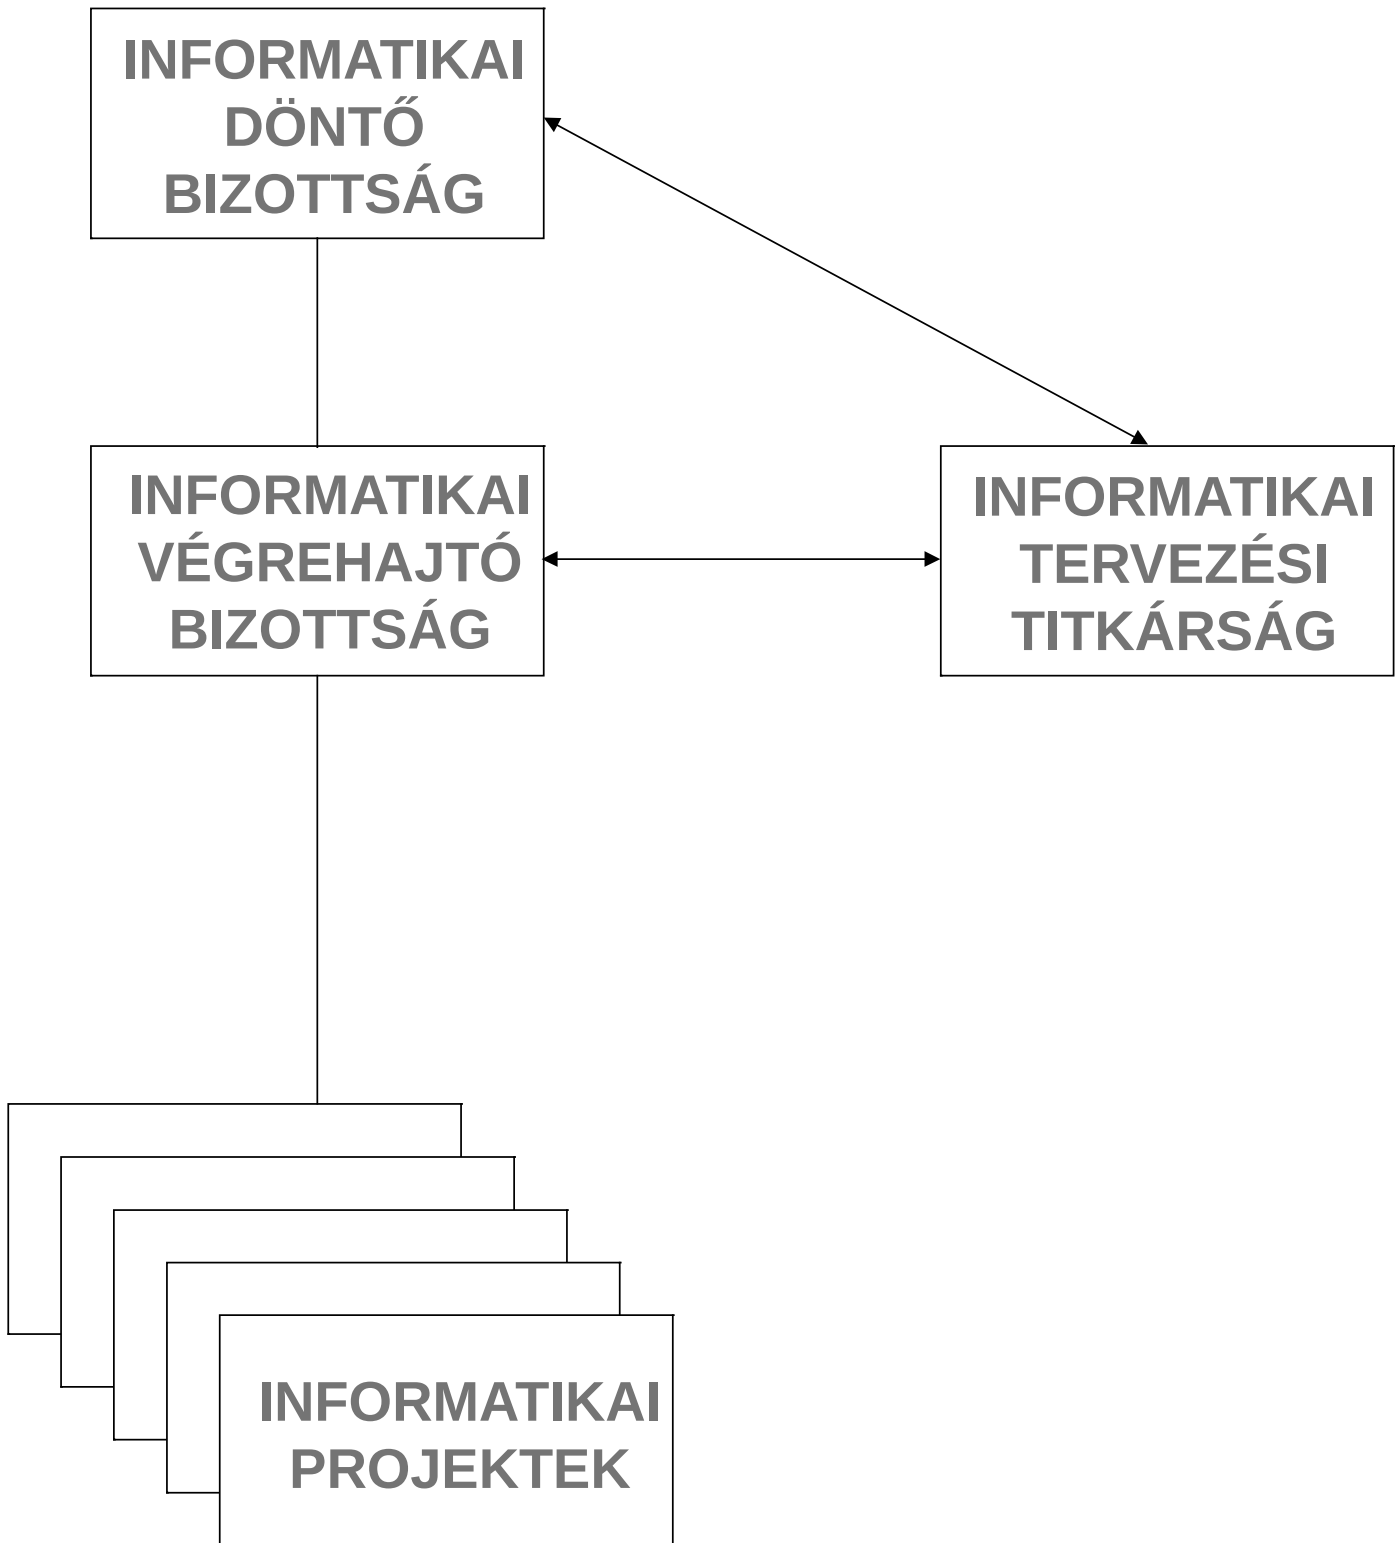 INFORMATIKAI
DÖNTŐ
BIZOTTSÁG
INFORMATIKAI
VÉGREHAJTÓ
BIZOTTSÁG
INFORMATIKAI
TERVEZÉSI
TITKÁRSÁG
INFORMATIKAI
PROJEKTEK